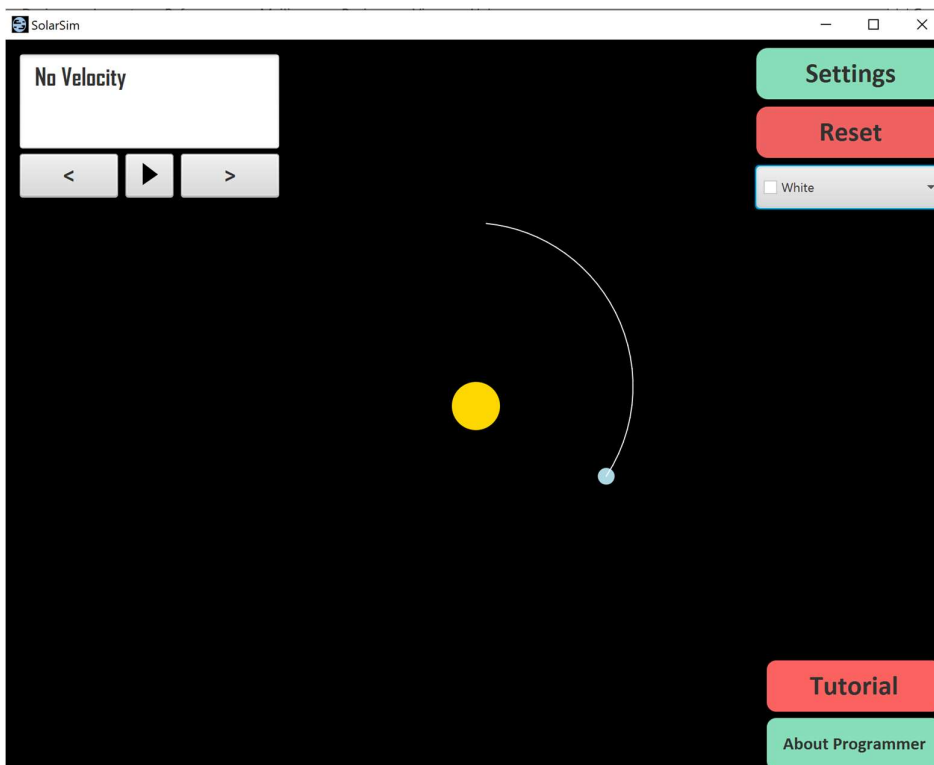 SolarSim
No Velocity
Settings
Reset
< >
White
Tutorial
About Programmer